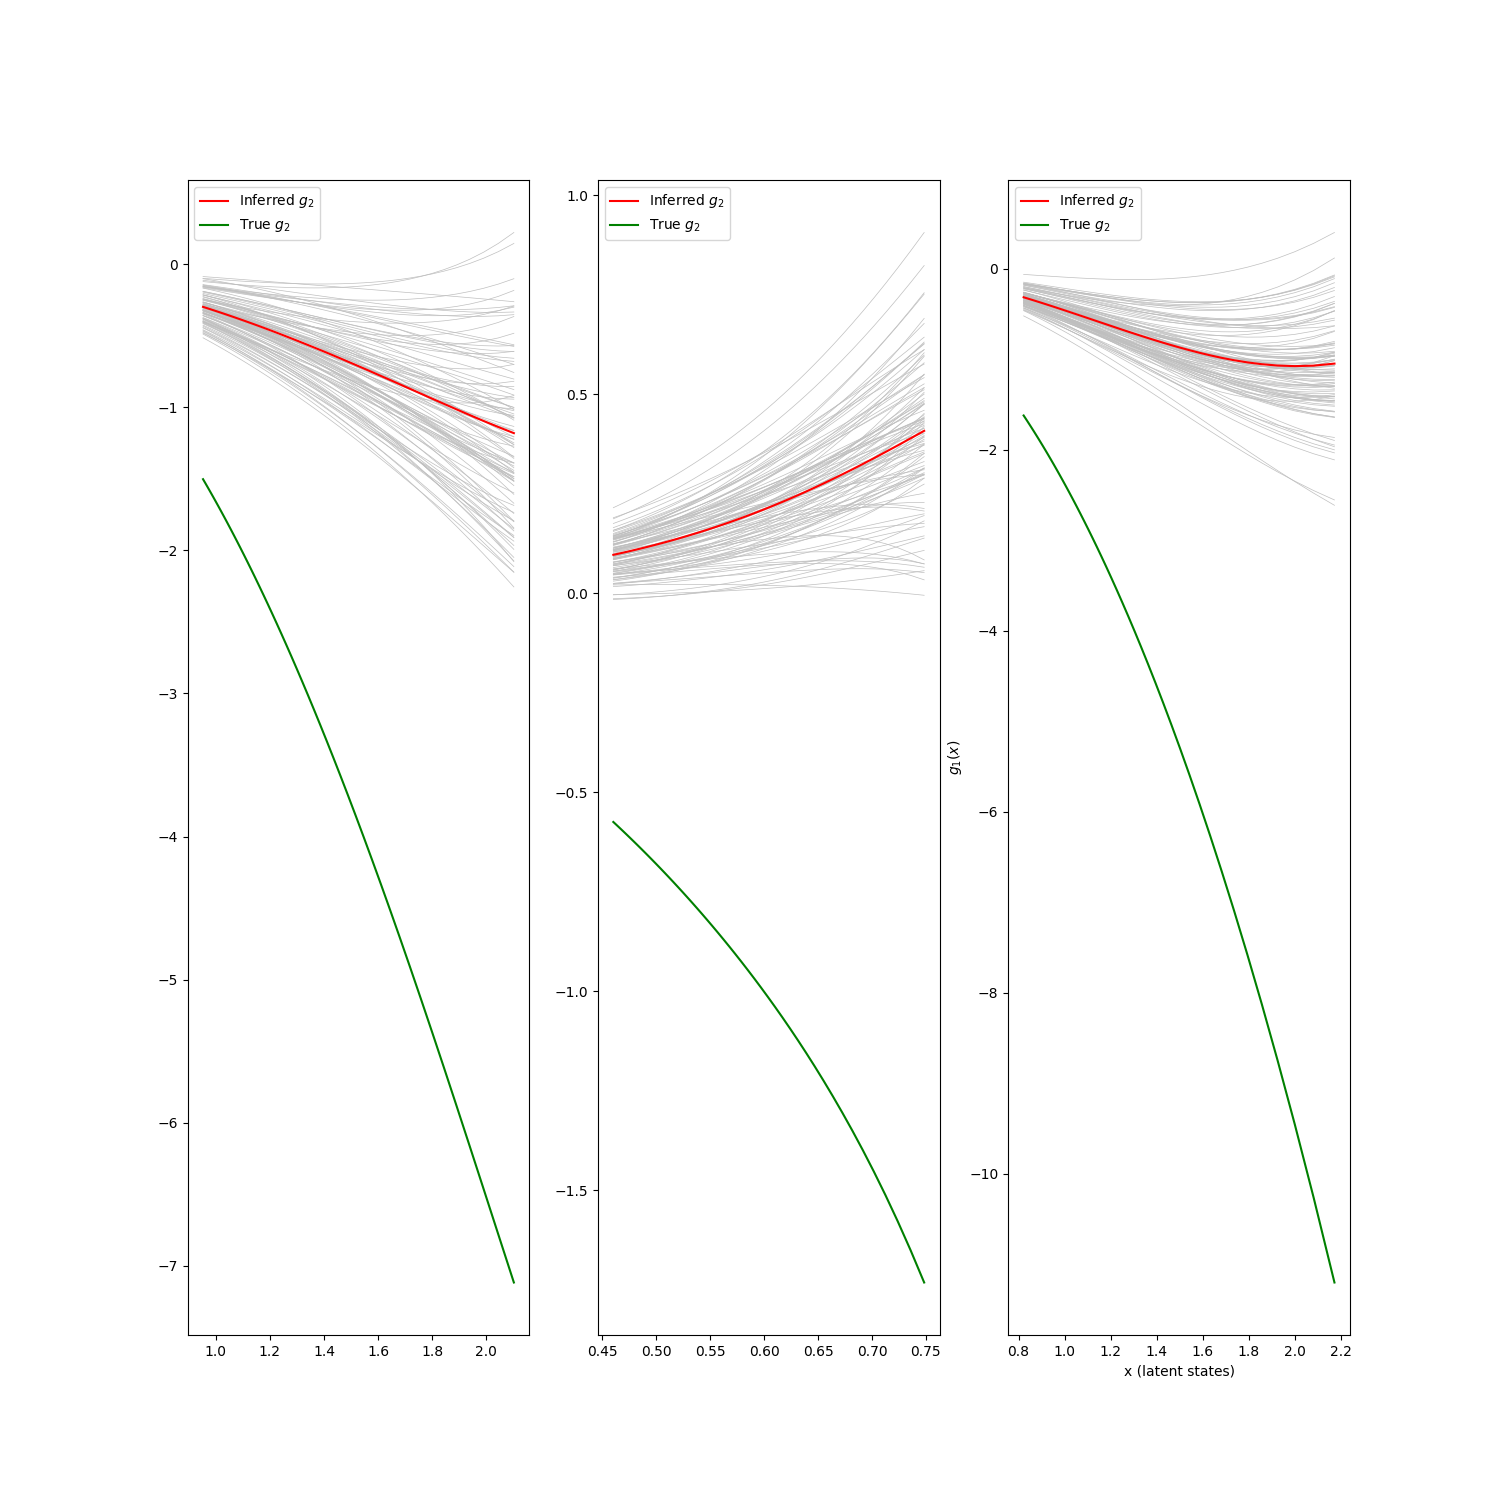 Inferred g₂
True g₂
0
−1
−2
−3
−4
−5
−6
−7
1.0 1.2 1.4 1.6 1.8 2.0
Inferred g₂
True g₂
1.0
0.5
0.0
−0.5
−1.0
−1.5
0.45 0.50 0.55 0.60 0.65 0.70 0.75
Inferred g₂
True g₂
g₁(x)
0
−2
−4
−6
−8
−10
0.8 1.0 1.2 1.4 1.6 1.8 2.0 2.2
x (latent states)